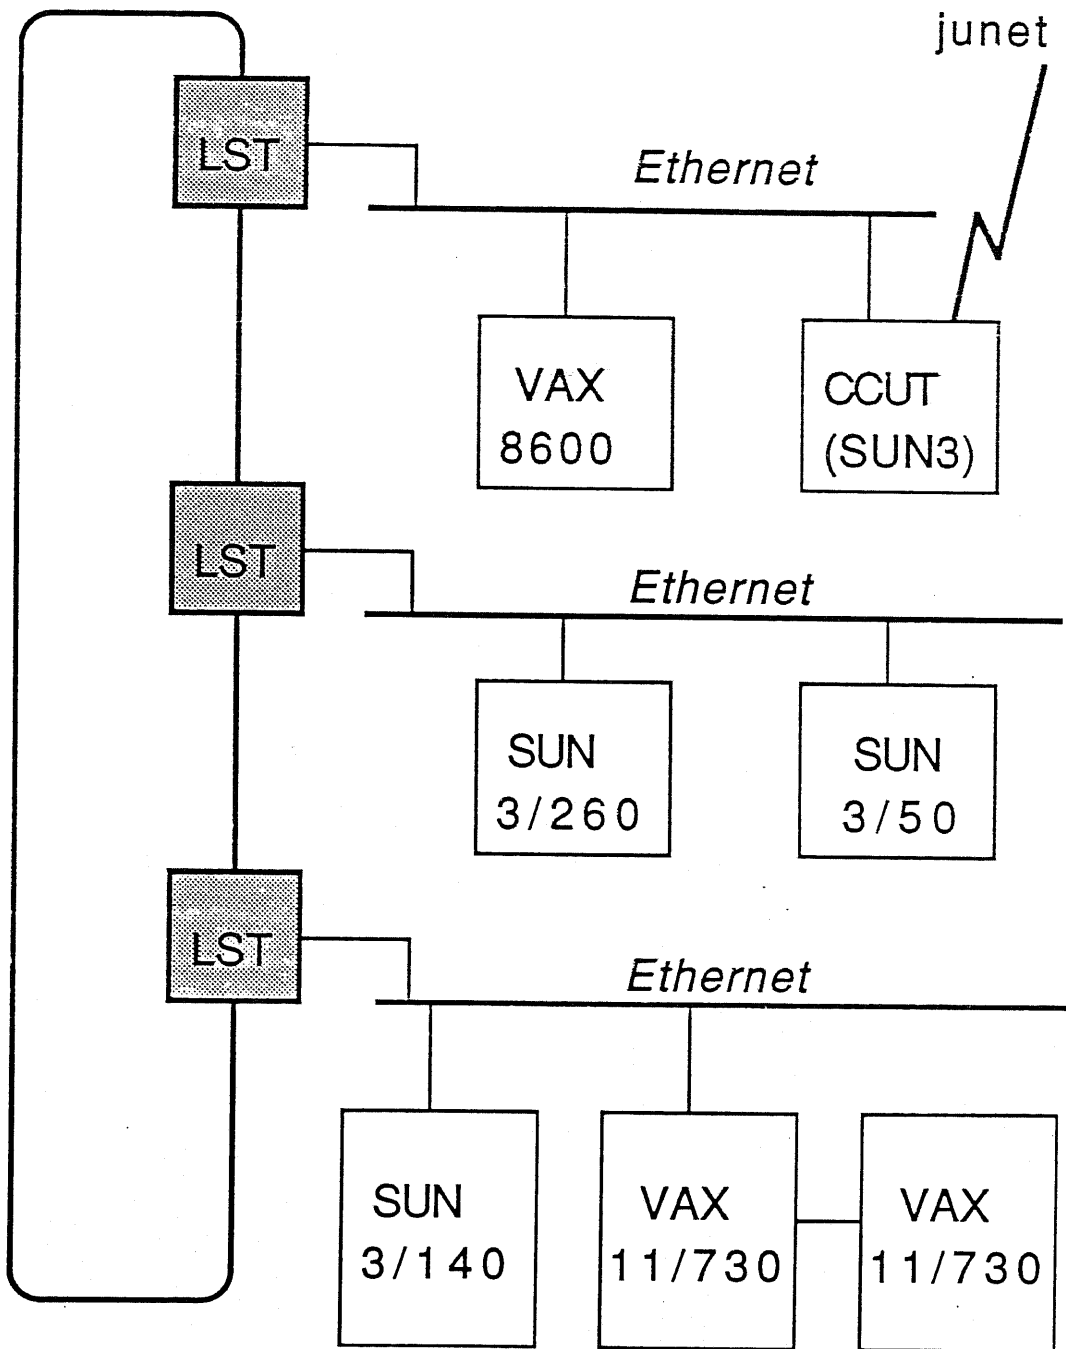 junet
LST
Ethernet
VAX
8600
CCUT
(SUN3)
LST
Ethernet
SUN
3/260
SUN
3/50
LST
Ethernet
SUN
3/140
VAX
11/730
VAX
11/730